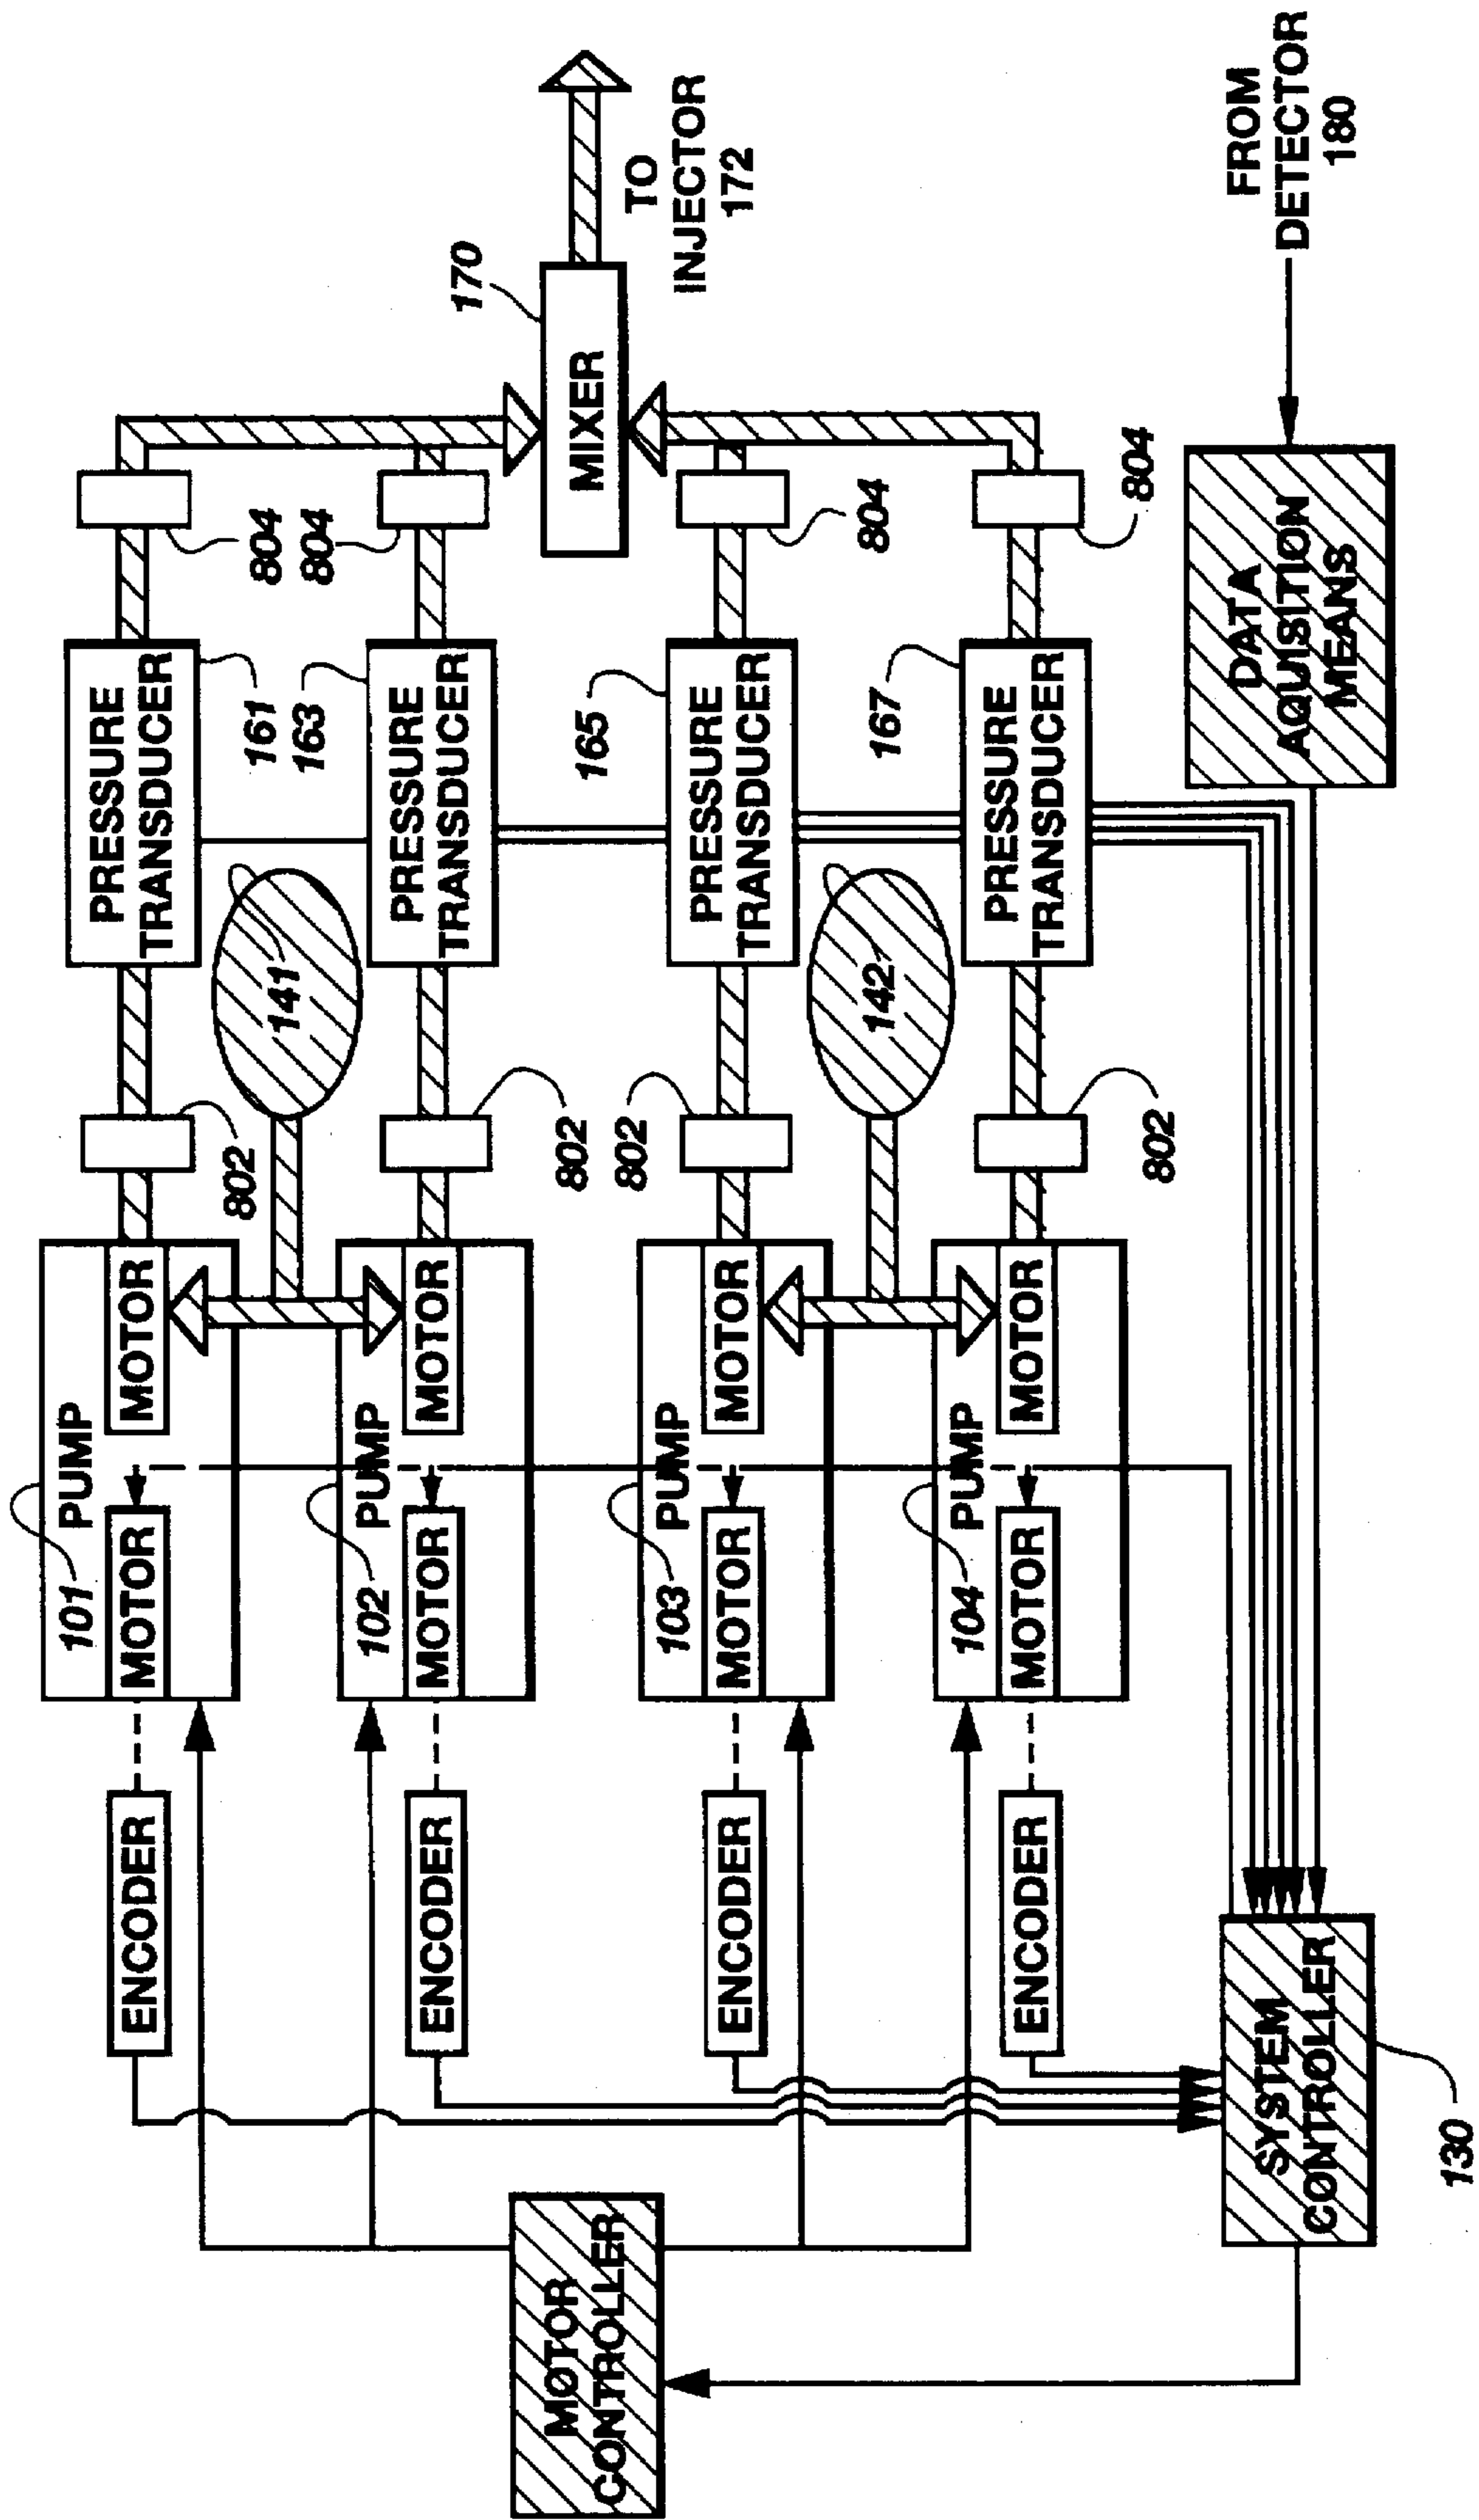 MOTOR
CONTROLLER
ENCODER
ENCODER
ENCODER
ENCODER
SYSTEM
CONTROLLER
130
101
PUMP
MOTOR
MOTOR
102
PUMP
MOTOR
MOTOR
103
PUMP
MOTOR
MOTOR
104
PUMP
MOTOR
MOTOR
802
802
802
802
141
142
PRESSURE
TRANSDUCER
161
163
PRESSURE
TRANSDUCER
165
PRESSURE
TRANSDUCER
167
PRESSURE
TRANSDUCER
804
804
804
804
MIXER
170
TO
INJECTOR
172
DATA
AQUSITION
MEANS
FROM
DETECTOR
180